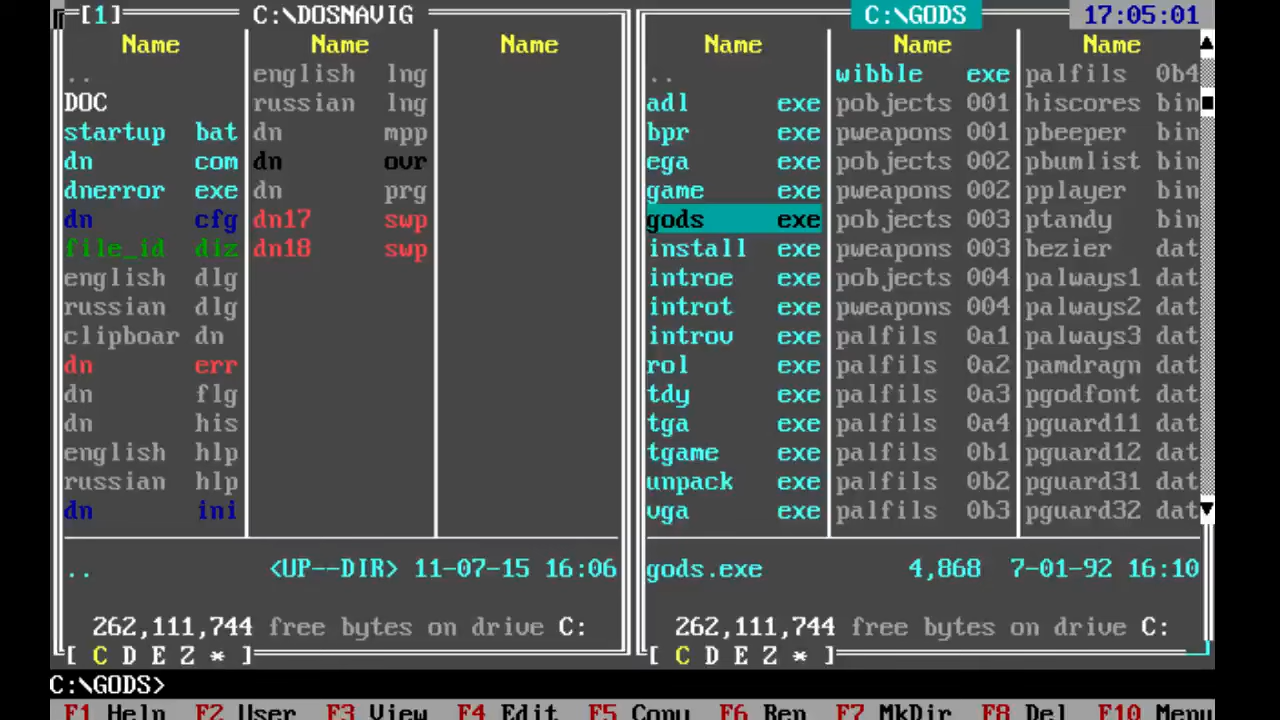 [1] C:\DOSNAVIG C:\GODS 17:05:01
Name Name Name Name Name Name
.. english lng .. wibble exe palfils 0b4
DOC russian lng adl exe pobjects 001 hiscores bin
startup bat dn mpp bpr exe pweapons 001 pbeeper bin
dn com dn ovr ega exe pobjects 002 pbumlist bin
dnerror exe dn prg game exe pweapons 002 pplayer bin
dn cfg dn17 swp gods exe pobjects 003 ptandy bin
file_id diz dn18 swp install exe pweapons 003 bezier dat
english dlg introe exe pobjects 004 palways1 dat
russian dlg introt exe pweapons 004 palways2 dat
clipboar dn introv exe palfils 0a1 palways3 dat
dn err rol exe palfils 0a2 pamdragn dat
dn flg tdy exe palfils 0a3 pgodfont dat
dn his tga exe palfils 0a4 pguard11 dat
english hlp tgame exe palfils 0b1 pguard12 dat
russian hlp unpack exe palfils 0b2 pguard31 dat
dn ini vga exe palfils 0b3 pguard32 dat
.. <UP--DIR> 11-07-15 16:06 gods.exe 4,868 7-01-92 16:10
262,111,744 free bytes on drive C: 262,111,744 free bytes on drive C:
[ C D E Z * ] [ C D E Z * ]
C:\GODS>
F1 Help F2 User F3 View F4 Edit F5 Copy F6 Ren F7 MkDir F8 Del F10 Menu